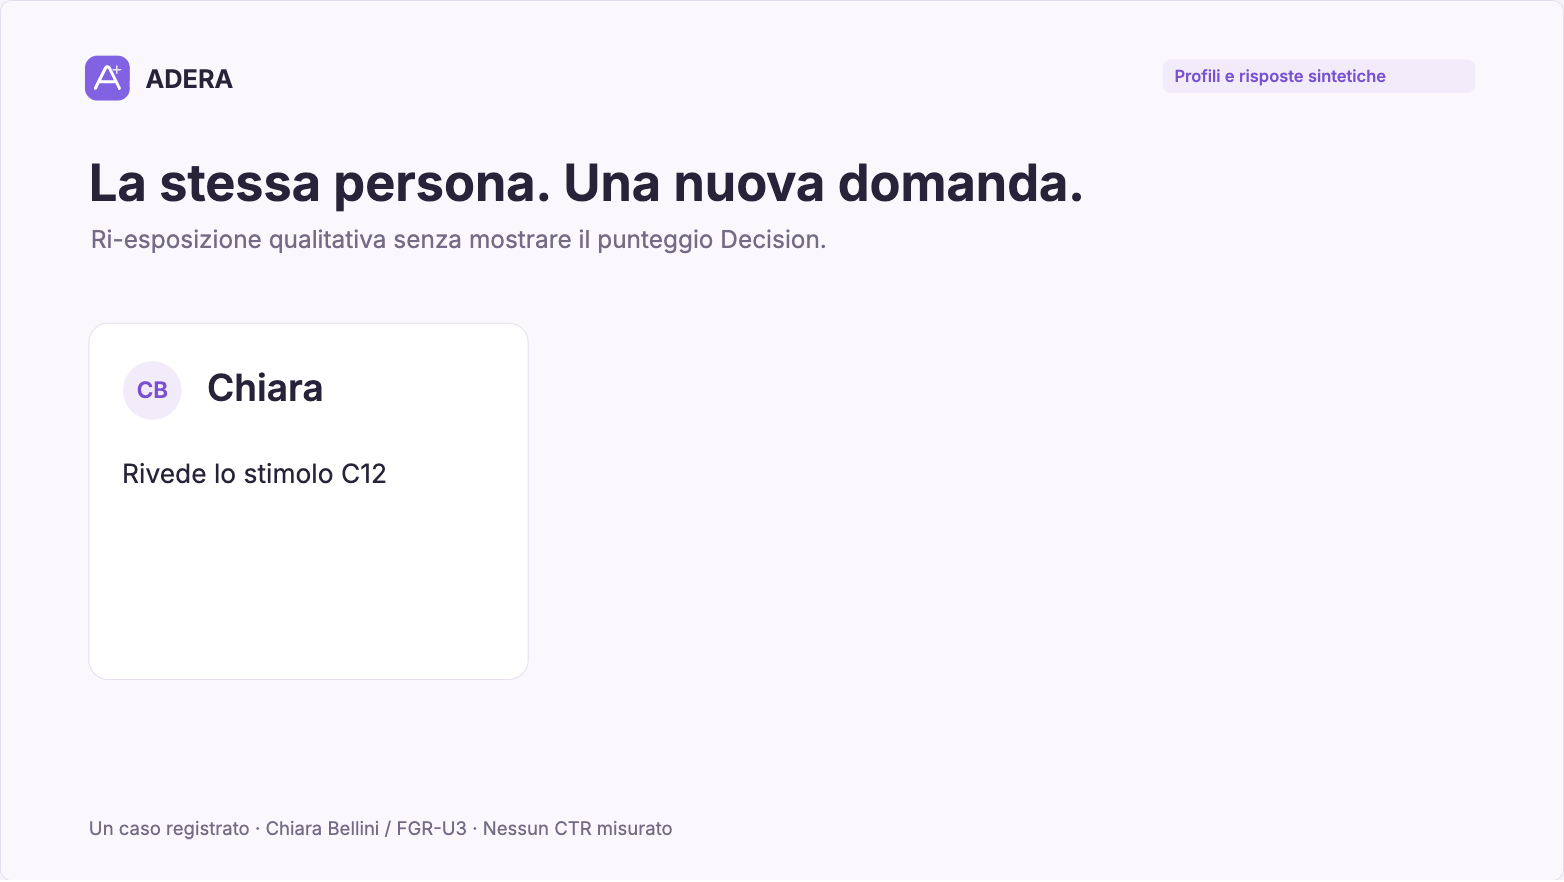 ADERA
Profili e risposte sintetiche
La stessa persona. Una nuova domanda.
Ri-esposizione qualitativa senza mostrare il punteggio Decision.
CB
Chiara
Rivede lo stimolo C12
Un caso registrato · Chiara Bellini / FGR-U3 · Nessun CTR misurato